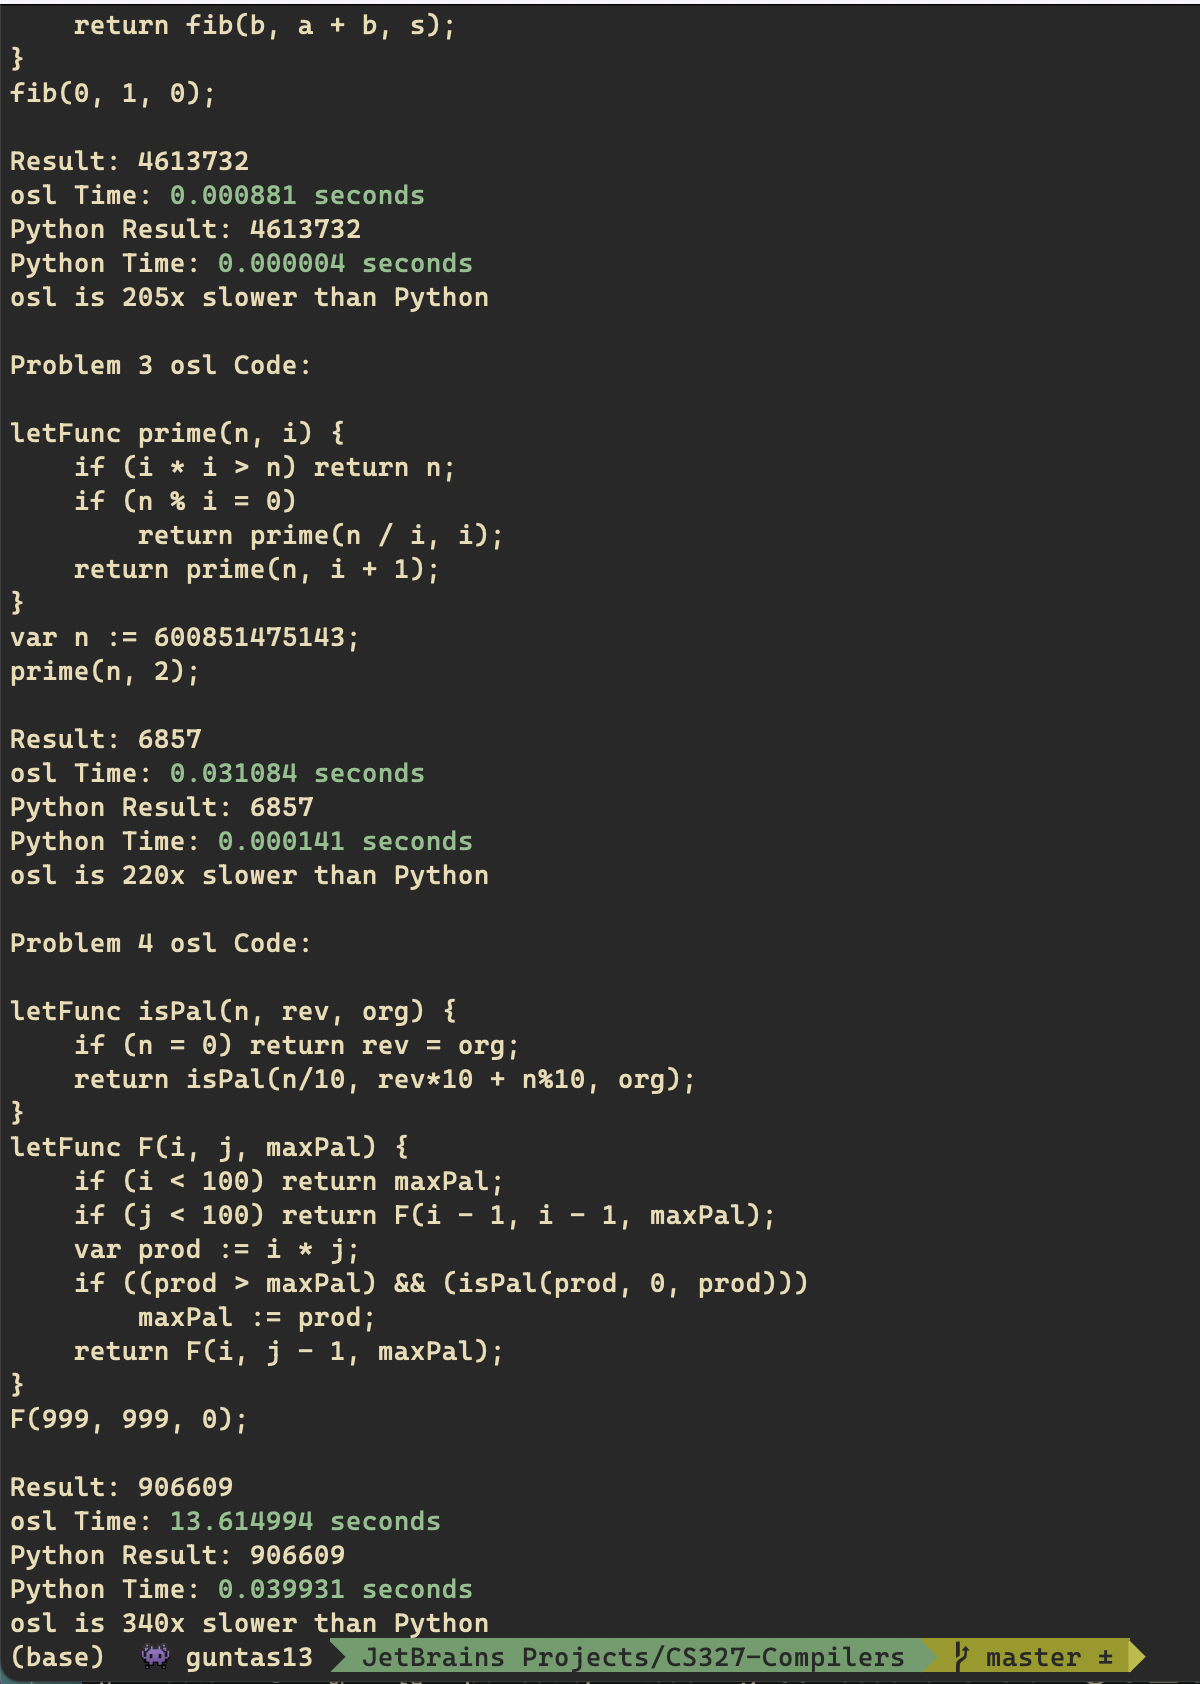 return fib(b, a + b, s);
}
fib(0, 1, 0);

Result: 4613732
osl Time: 0.000881 seconds
Python Result: 4613732
Python Time: 0.000004 seconds
osl is 205x slower than Python

Problem 3 osl Code:

letFunc prime(n, i) {
    if (i * i > n) return n;
    if (n % i = 0)
        return prime(n / i, i);
    return prime(n, i + 1);
}
var n := 600851475143;
prime(n, 2);

Result: 6857
osl Time: 0.031084 seconds
Python Result: 6857
Python Time: 0.000141 seconds
osl is 220x slower than Python

Problem 4 osl Code:

letFunc isPal(n, rev, org) {
    if (n = 0) return rev = org;
    return isPal(n/10, rev*10 + n%10, org);
}
letFunc F(i, j, maxPal) {
    if (i < 100) return maxPal;
    if (j < 100) return F(i - 1, i - 1, maxPal);
    var prod := i * j;
    if ((prod > maxPal) && (isPal(prod, 0, prod)))
        maxPal := prod;
    return F(i, j - 1, maxPal);
}
F(999, 999, 0);

Result: 906609
osl Time: 13.614994 seconds
Python Result: 906609
Python Time: 0.039931 seconds
osl is 340x slower than Python
(base) 👾 guntas13 JetBrains Projects/CS327-Compilers master ±